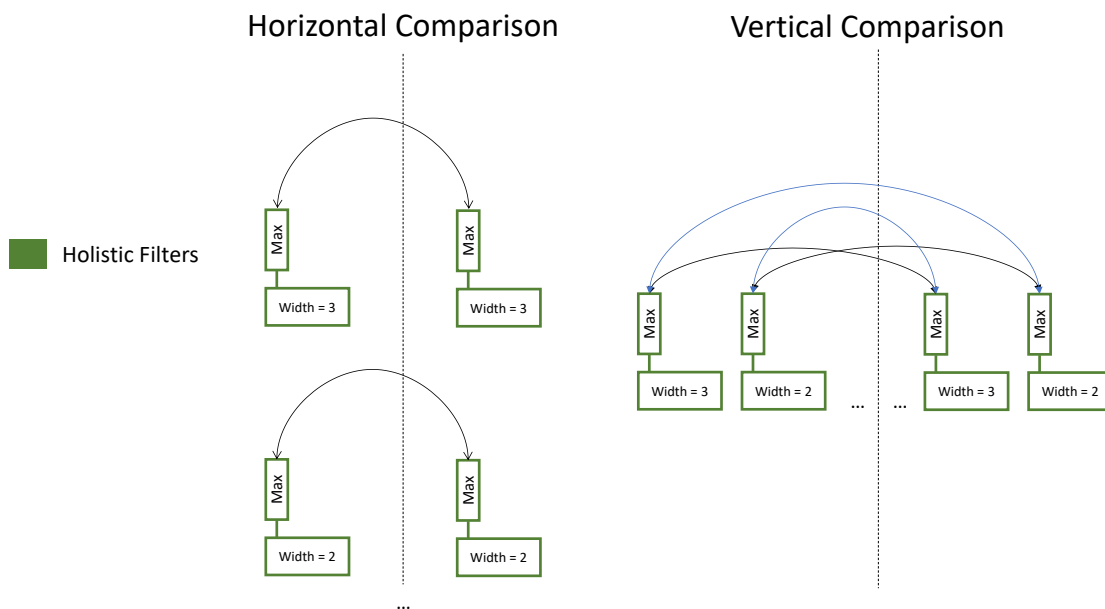 Horizontal Comparison
Vertical Comparison
Holistic Filters
Max
Max
Width = 3
Width = 3
Max
Max
Width = 2
Width = 2
...
Max
Max
Max
Max
Width = 3
Width = 2
...
...
Width = 3
Width = 2